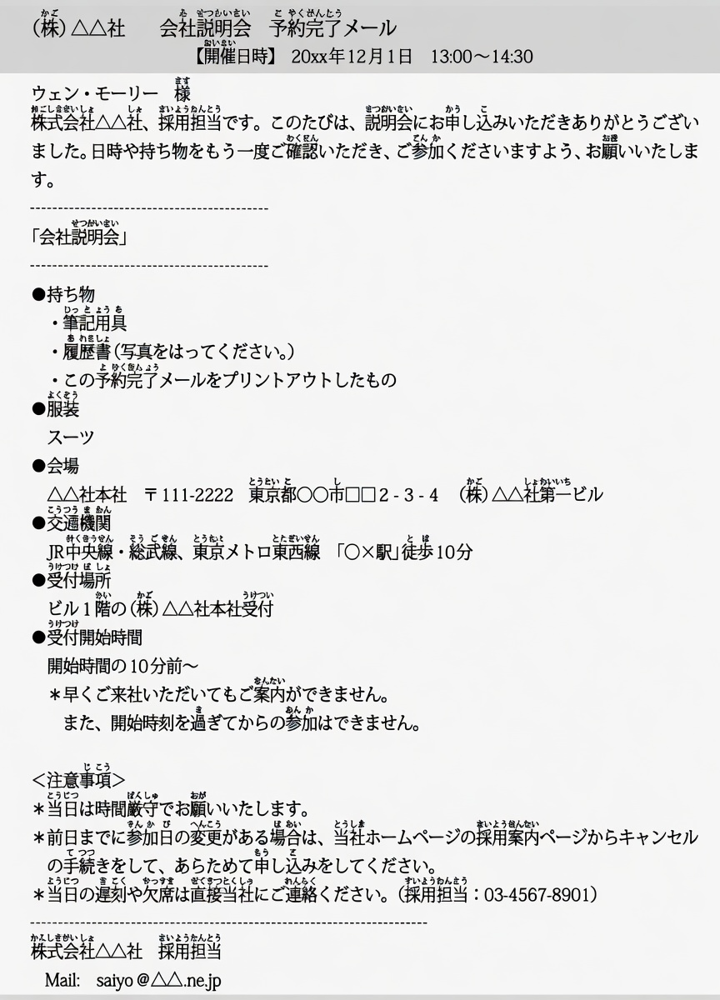 （株）△△社　会社説明会　予約完了メール
【開催日時】 20xx年12月1日　13:00〜14:30
ウェン・モーリー　様
株式会社△△社、採用担当です。このたびは、説明会にお申し込みいただきありがとうござい
ました。日時や持ち物をもう一度ご確認いただき、ご参加くださいますよう、お願いいたしま
す。
「会社説明会」
●持ち物
・筆記用具
・履歴書（写真をはってください。）
・この予約完了メールをプリントアウトしたもの
●服装
スーツ
●会場
△△社本社　〒111-2222　東京都○○市□□2 - 3 - 4　（株）△△社第一ビル
●交通機関
JR中央線・総武線、東京メトロ東西線　「○×駅」徒歩10分
●受付場所
ビル1階の（株）△△社本社受付
●受付開始時間
開始時間の10分前〜
＊早くご来社いただいてもご案内ができません。
また、開始時刻を過ぎてからの参加はできません。
＜注意事項＞
＊当日は時間厳守でお願いいたします。
＊前日までに参加日の変更がある場合は、当社ホームページの採用案内ページからキャンセル
の手続きをして、あらためて申し込みをしてください。
＊当日の遅刻や欠席は直接当社にご連絡ください。（採用担当：03-4567-8901）
株式会社△△社　採用担当
Mail:　saiyo@△△.ne.jp